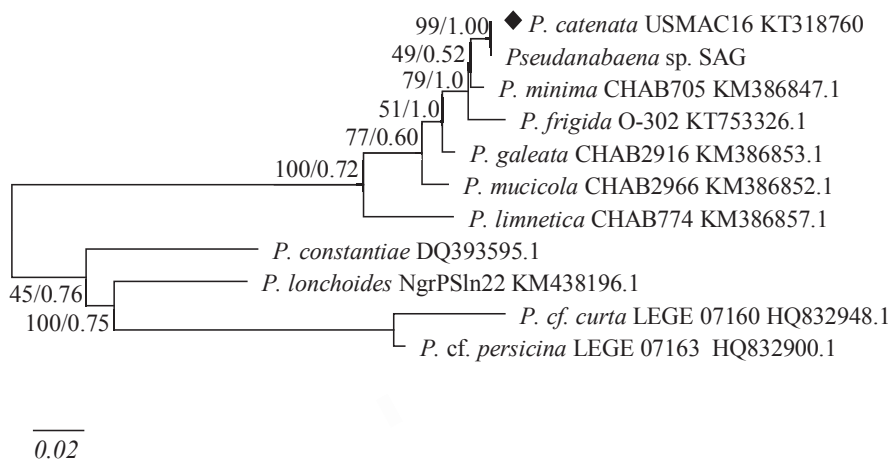 99/1.00
P. catenata USMAC16 KT318760
49/0.52
Pseudanabaena sp. SAG
79/1.0
P. minima CHAB705 KM386847.1
51/1.0
P. frigida O-302 KT753326.1
77/0.60
P. galeata CHAB2916 KM386853.1
100/0.72
P. mucicola CHAB2966 KM386852.1
P. limnetica CHAB774 KM386857.1
P. constantiae DQ393595.1
P. lonchoides NgrPSln22 KM438196.1
45/0.76
P. cf. curta LEGE 07160 HQ832948.1
100/0.75
P. cf. persicina LEGE 07163 HQ832900.1
0.02